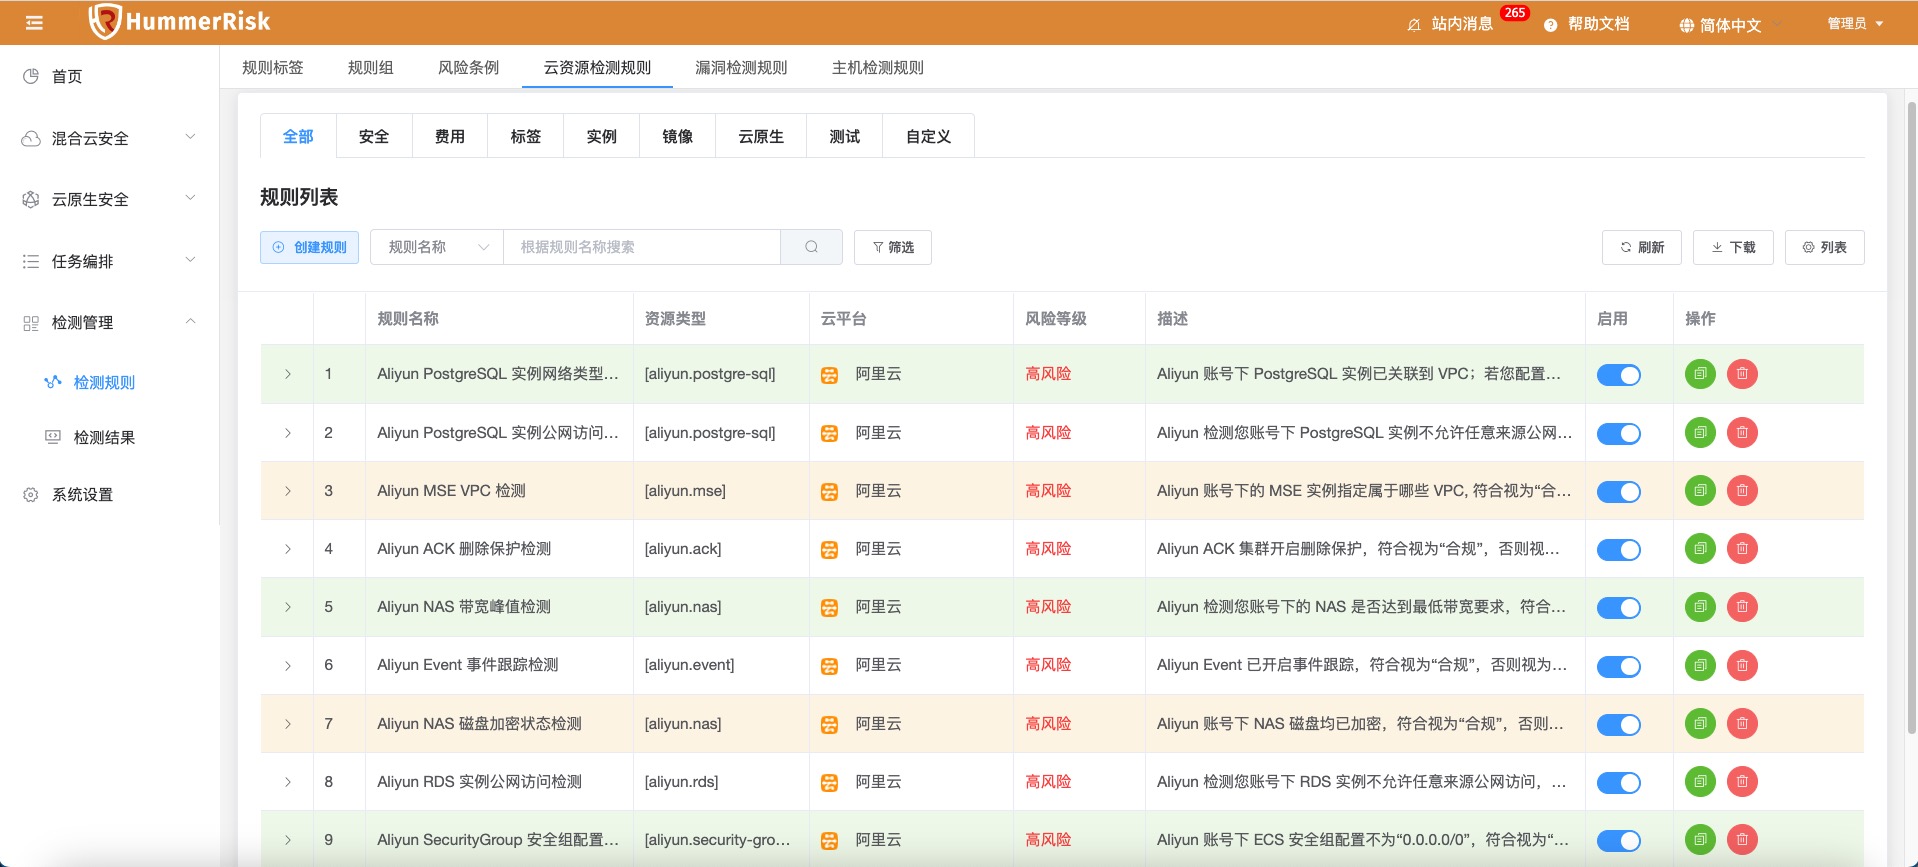 HummerRisk
站内消息 265 帮助文档 简体中文 管理员
首页
混合云安全
云原生安全
任务编排
检测管理
检测规则
检测结果
系统设置
规则标签 规则组 风险条例 云资源检测规则 漏洞检测规则 主机检测规则
全部 安全 费用 标签 实例 镜像 云原生 测试 自定义
规则列表
创建规则 规则名称 根据规则名称搜索 筛选 刷新 下载 列表
规则名称 资源类型 云平台 风险等级 描述 启用 操作
1 Aliyun PostgreSQL 实例网络类型... [aliyun.postgre-sql] 阿里云 高风险 Aliyun 账号下 PostgreSQL 实例已关联到 VPC；若您配置...
2 Aliyun PostgreSQL 实例公网访问... [aliyun.postgre-sql] 阿里云 高风险 Aliyun 检测您账号下 PostgreSQL 实例不允许任意来源公网...
3 Aliyun MSE VPC 检测 [aliyun.mse] 阿里云 高风险 Aliyun 账号下的 MSE 实例指定属于哪些 VPC, 符合视为“合...
4 Aliyun ACK 删除保护检测 [aliyun.ack] 阿里云 高风险 Aliyun ACK 集群开启删除保护，符合视为“合规”，否则视...
5 Aliyun NAS 带宽峰值检测 [aliyun.nas] 阿里云 高风险 Aliyun 检测您账号下的 NAS 是否达到最低带宽要求，符合...
6 Aliyun Event 事件跟踪检测 [aliyun.event] 阿里云 高风险 Aliyun Event 已开启事件跟踪，符合视为“合规”，否则视为...
7 Aliyun NAS 磁盘加密状态检测 [aliyun.nas] 阿里云 高风险 Aliyun 账号下 NAS 磁盘均已加密，符合视为“合规”，否则...
8 Aliyun RDS 实例公网访问检测 [aliyun.rds] 阿里云 高风险 Aliyun 检测您账号下 RDS 实例不允许任意来源公网访问，...
9 Aliyun SecurityGroup 安全组配置... [aliyun.security-gro... 阿里云 高风险 Aliyun 账号下 ECS 安全组配置不为“0.0.0.0/0”，符合视为“...